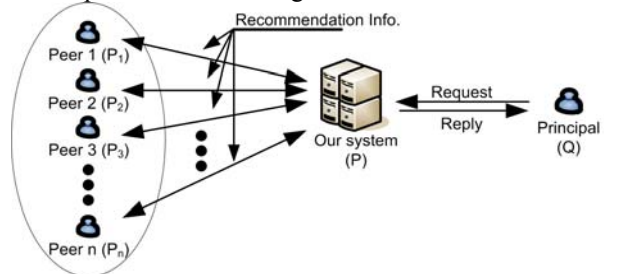 Recommendation Info.
Peer 1 (P1)
Peer 2 (P2)
Peer 3 (P3)
Peer n (Pn)
Our system
(P)
Request
Reply
Principal
(Q)